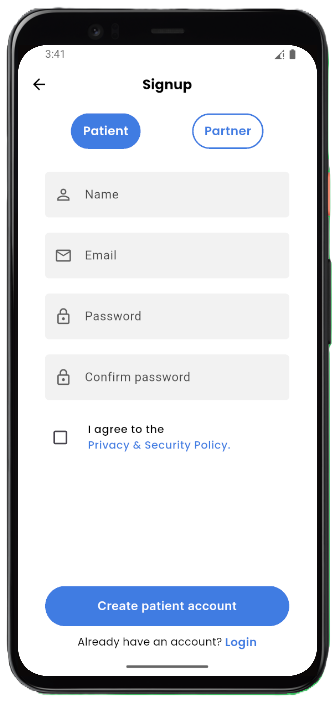 3:41
Signup
Patient
Partner
Name
Email
Password
Confirm password
I agree to the
Privacy & Security Policy.
Create patient account
Already have an account? Login